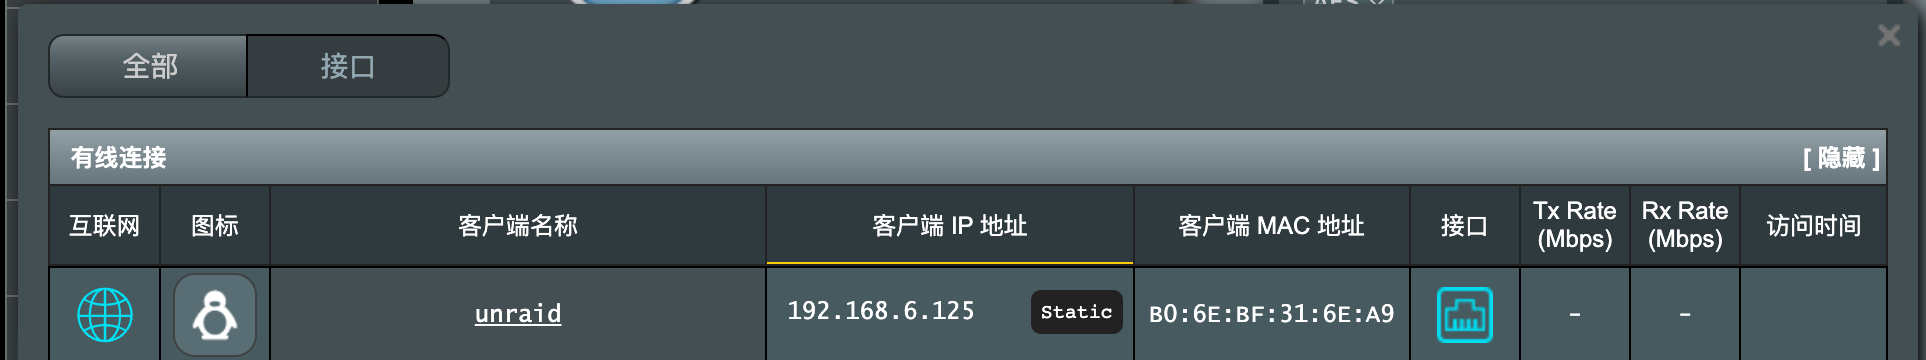 全部
接口
有线连接
[ 隐藏 ]
互联网 图标 客户端名称 客户端 IP 地址 客户端 MAC 地址 接口 Tx Rate (Mbps) Rx Rate (Mbps) 访问时间
unraid 192.168.6.125 Static B0:6E:BF:31:6E:A9 - -